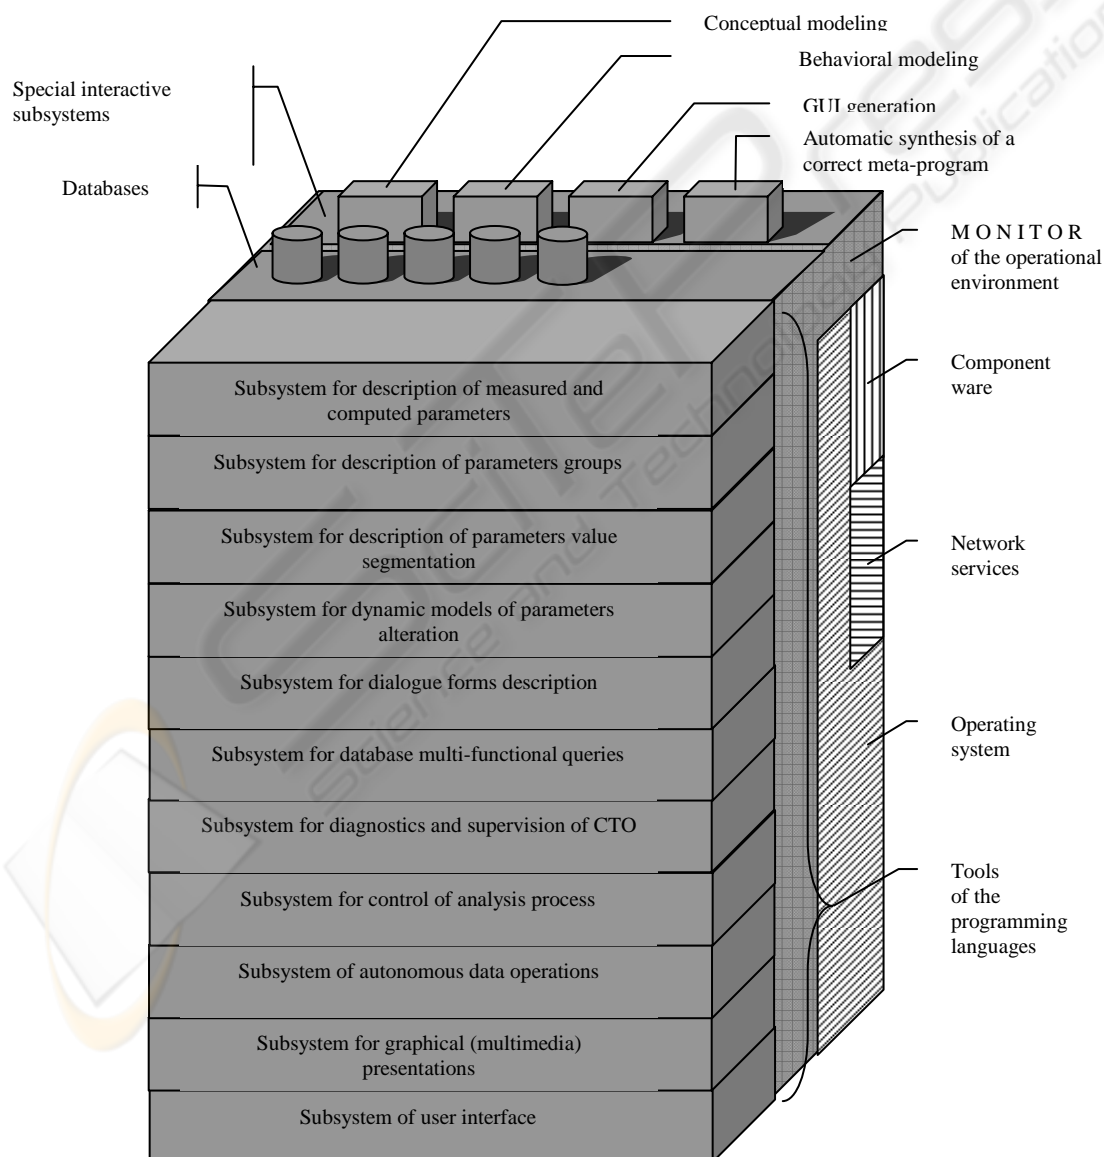 Conceptual modeling
Behavioral modeling
Special interactive
subsystems
GUI generation
Automatic synthesis of a
correct meta-program
Databases
M O N I T O R
of the operational
environment
Component
ware
Network
services
Operating
system
Tools
of the
programming
languages
Subsystem for description of measured and
computed parameters
Subsystem for description of parameters groups
Subsystem for description of parameters value
segmentation
Subsystem for dynamic models of parameters
alteration
Subsystem for dialogue forms description
Subsystem for database multi-functional queries
Subsystem for diagnostics and supervision of CTO
Subsystem for control of analysis process
Subsystem of autonomous data operations
Subsystem for graphical (multimedia)
presentations
Subsystem of user interface
Science and Technology Publications